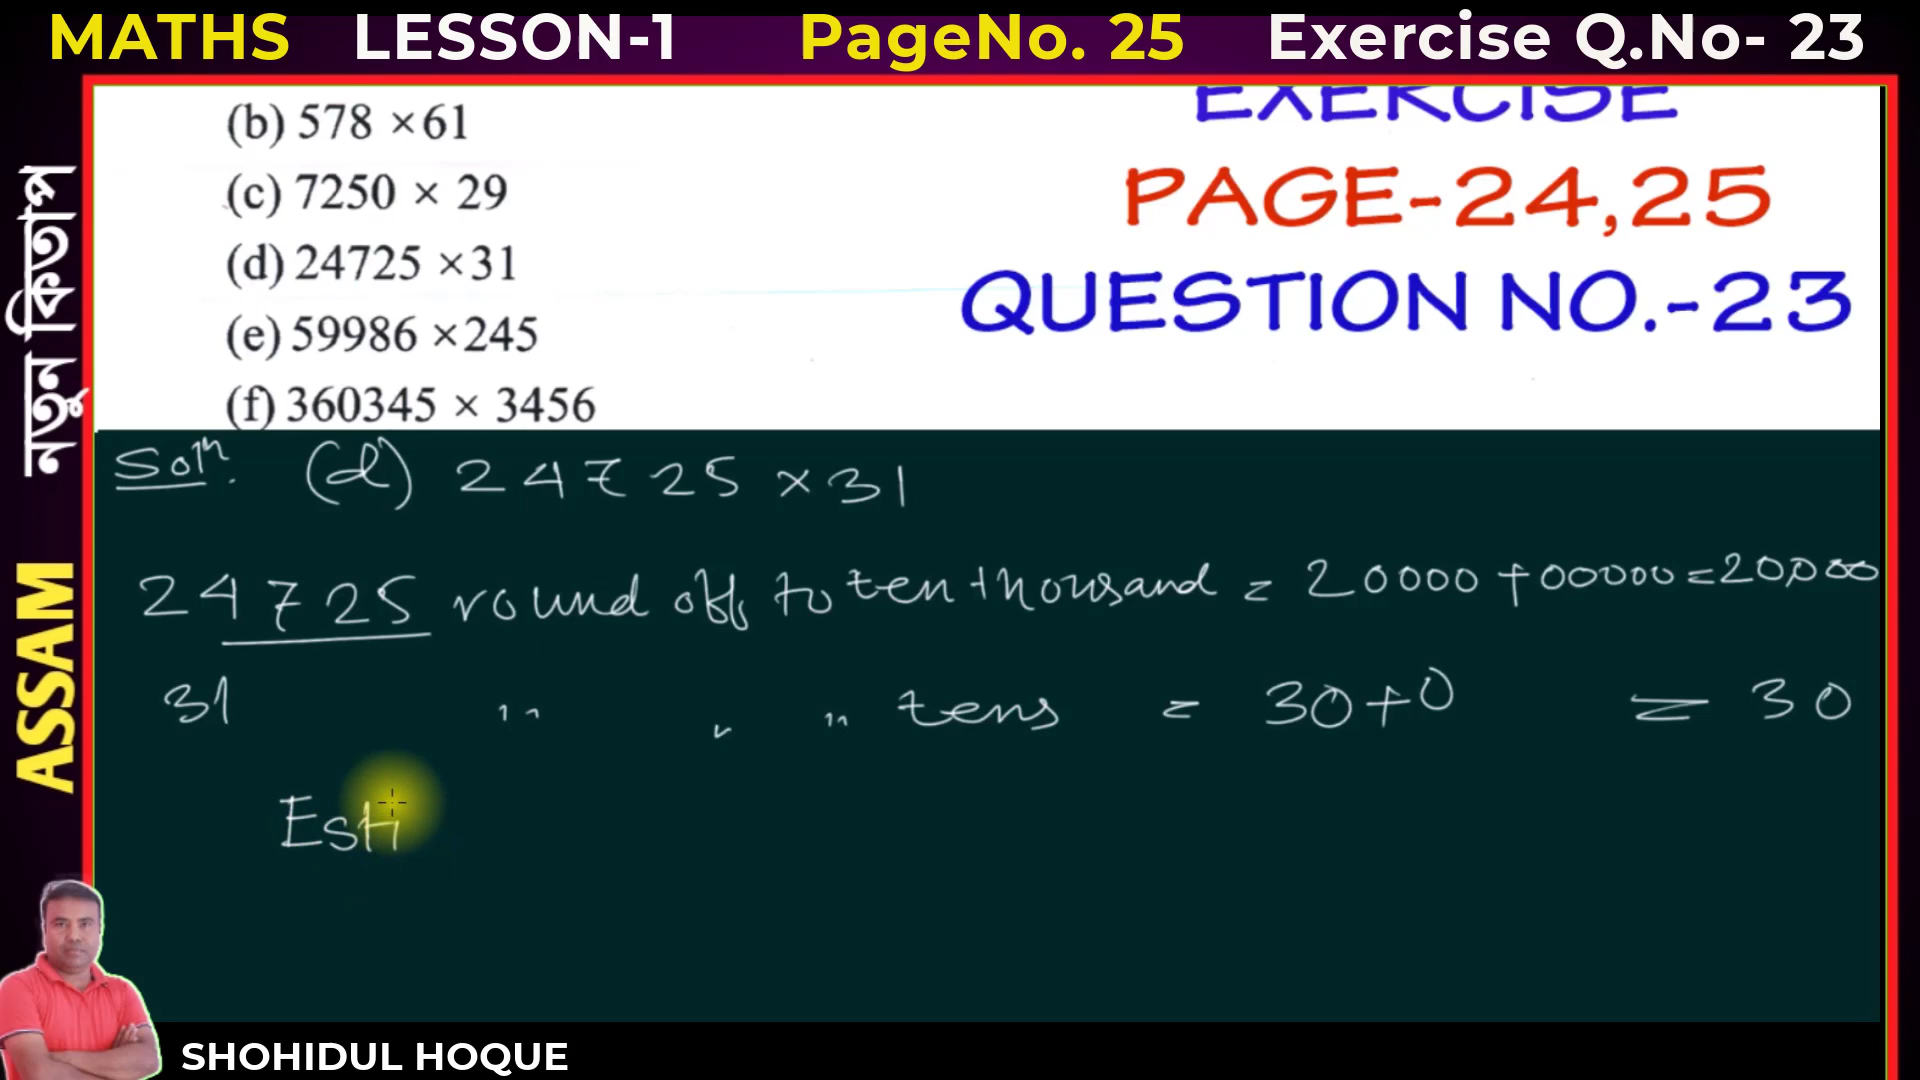 MATHS LESSON-1 PageNo. 25 Exercise Q.No- 23
(b) 578 ×61
(c) 7250 × 29
(d) 24725 ×31
(e) 59986 ×245
(f) 360345 × 3456
EXERCISE
PAGE-24,25
QUESTION NO.-23
নতুন কিতাপ
ASSAM
Soln. (d) 24725 ×31
24725 round off to ten thousand = 20000 +00000 =20,000
31 " " " tens = 30+0 = 30
Esti
SHOHIDUL HOQUE